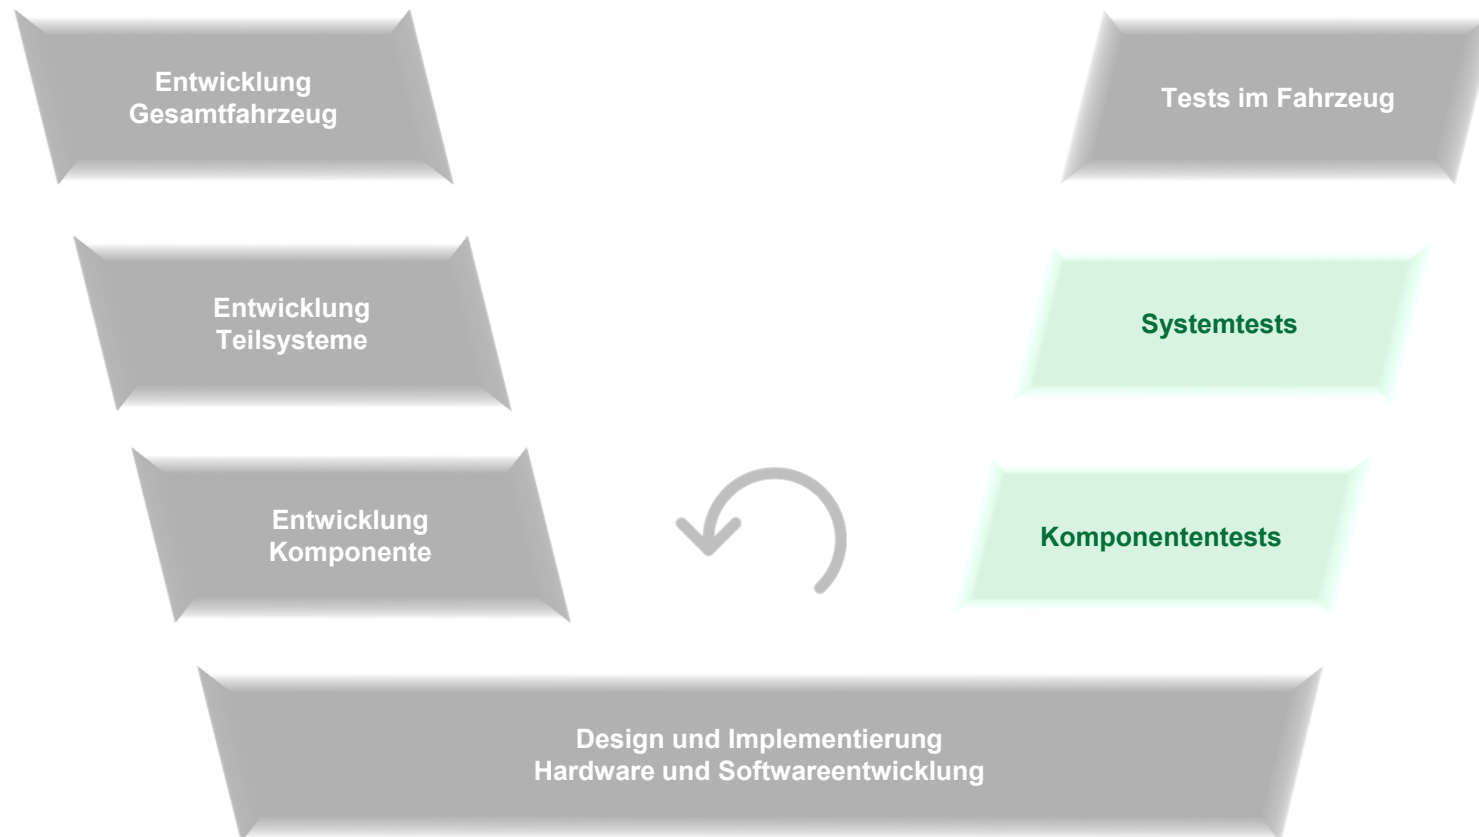 Entwicklung
Gesamtfahrzeug
Tests im Fahrzeug
Entwicklung
Teilsysteme
Systemtests
Entwicklung
Komponente
Komponententests
Design und Implementierung
Hardware und Softwareentwicklung